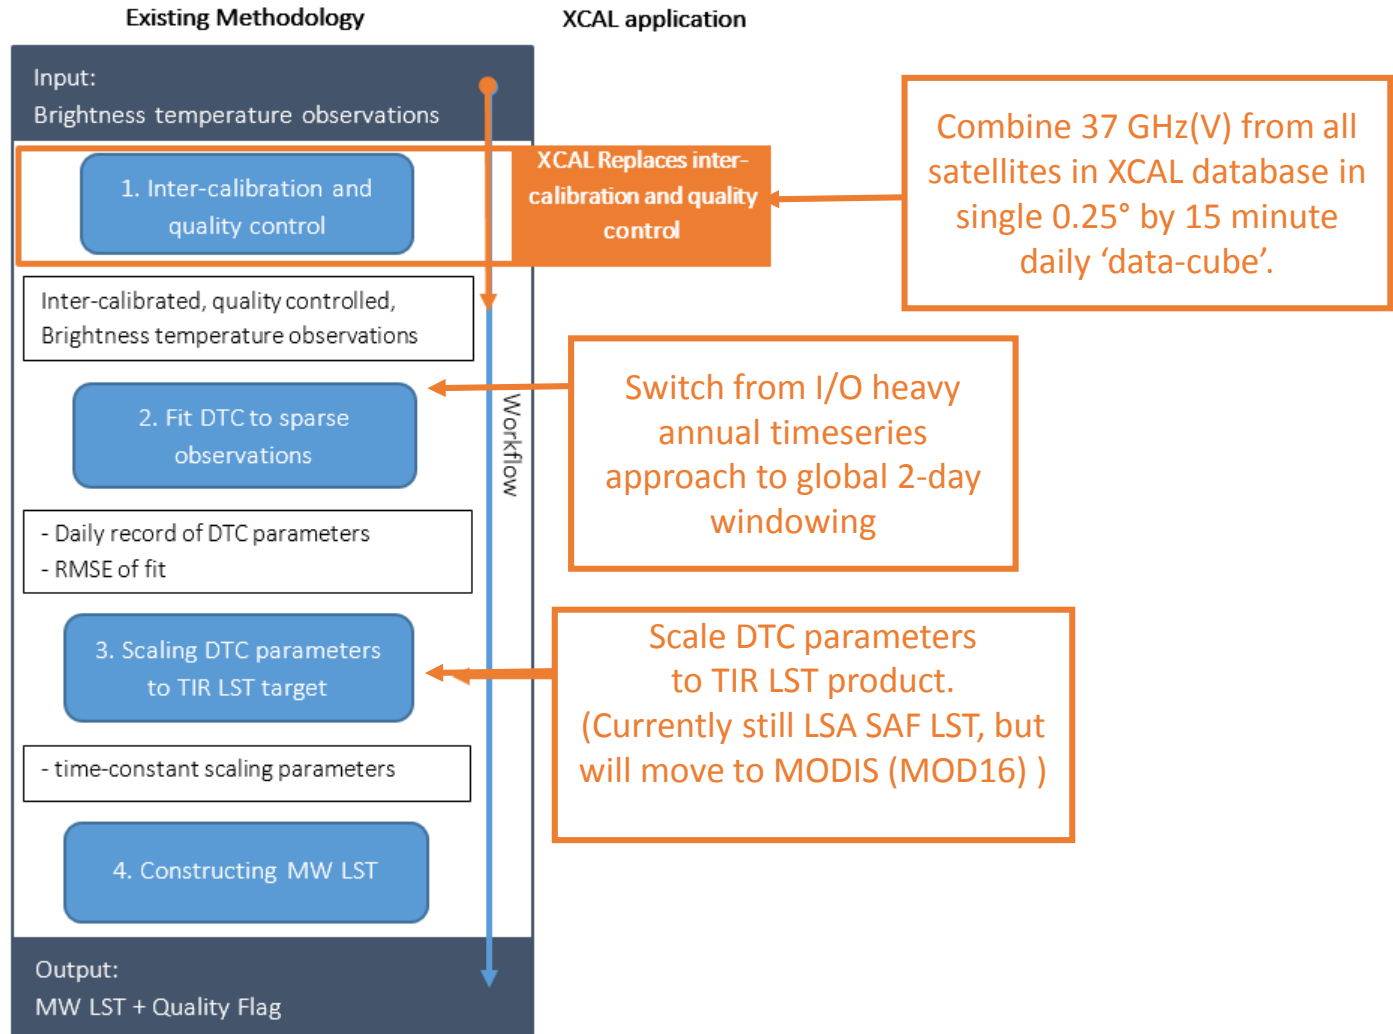 Existing Methodology
XCAL application
Input:
Brightness temperature observations
1. Inter-calibration and
quality control
XCAL Replaces inter-
calibration and quality
control
Combine 37 GHz(V) from all
satellites in XCAL database in
single 0.25° by 15 minute
daily ‘data-cube’.
Inter-calibrated, quality controlled,
Brightness temperature observations
2. Fit DTC to sparse
observations
Workflow
Switch from I/O heavy
annual timeseries
approach to global 2-day
windowing
- Daily record of DTC parameters
- RMSE of fit
3. Scaling DTC parameters
to TIR LST target
Scale DTC parameters
to TIR LST product.
(Currently still LSA SAF LST, but
will move to MODIS (MOD16) )
- time-constant scaling parameters
4. Constructing MW LST
Output:
MW LST + Quality Flag